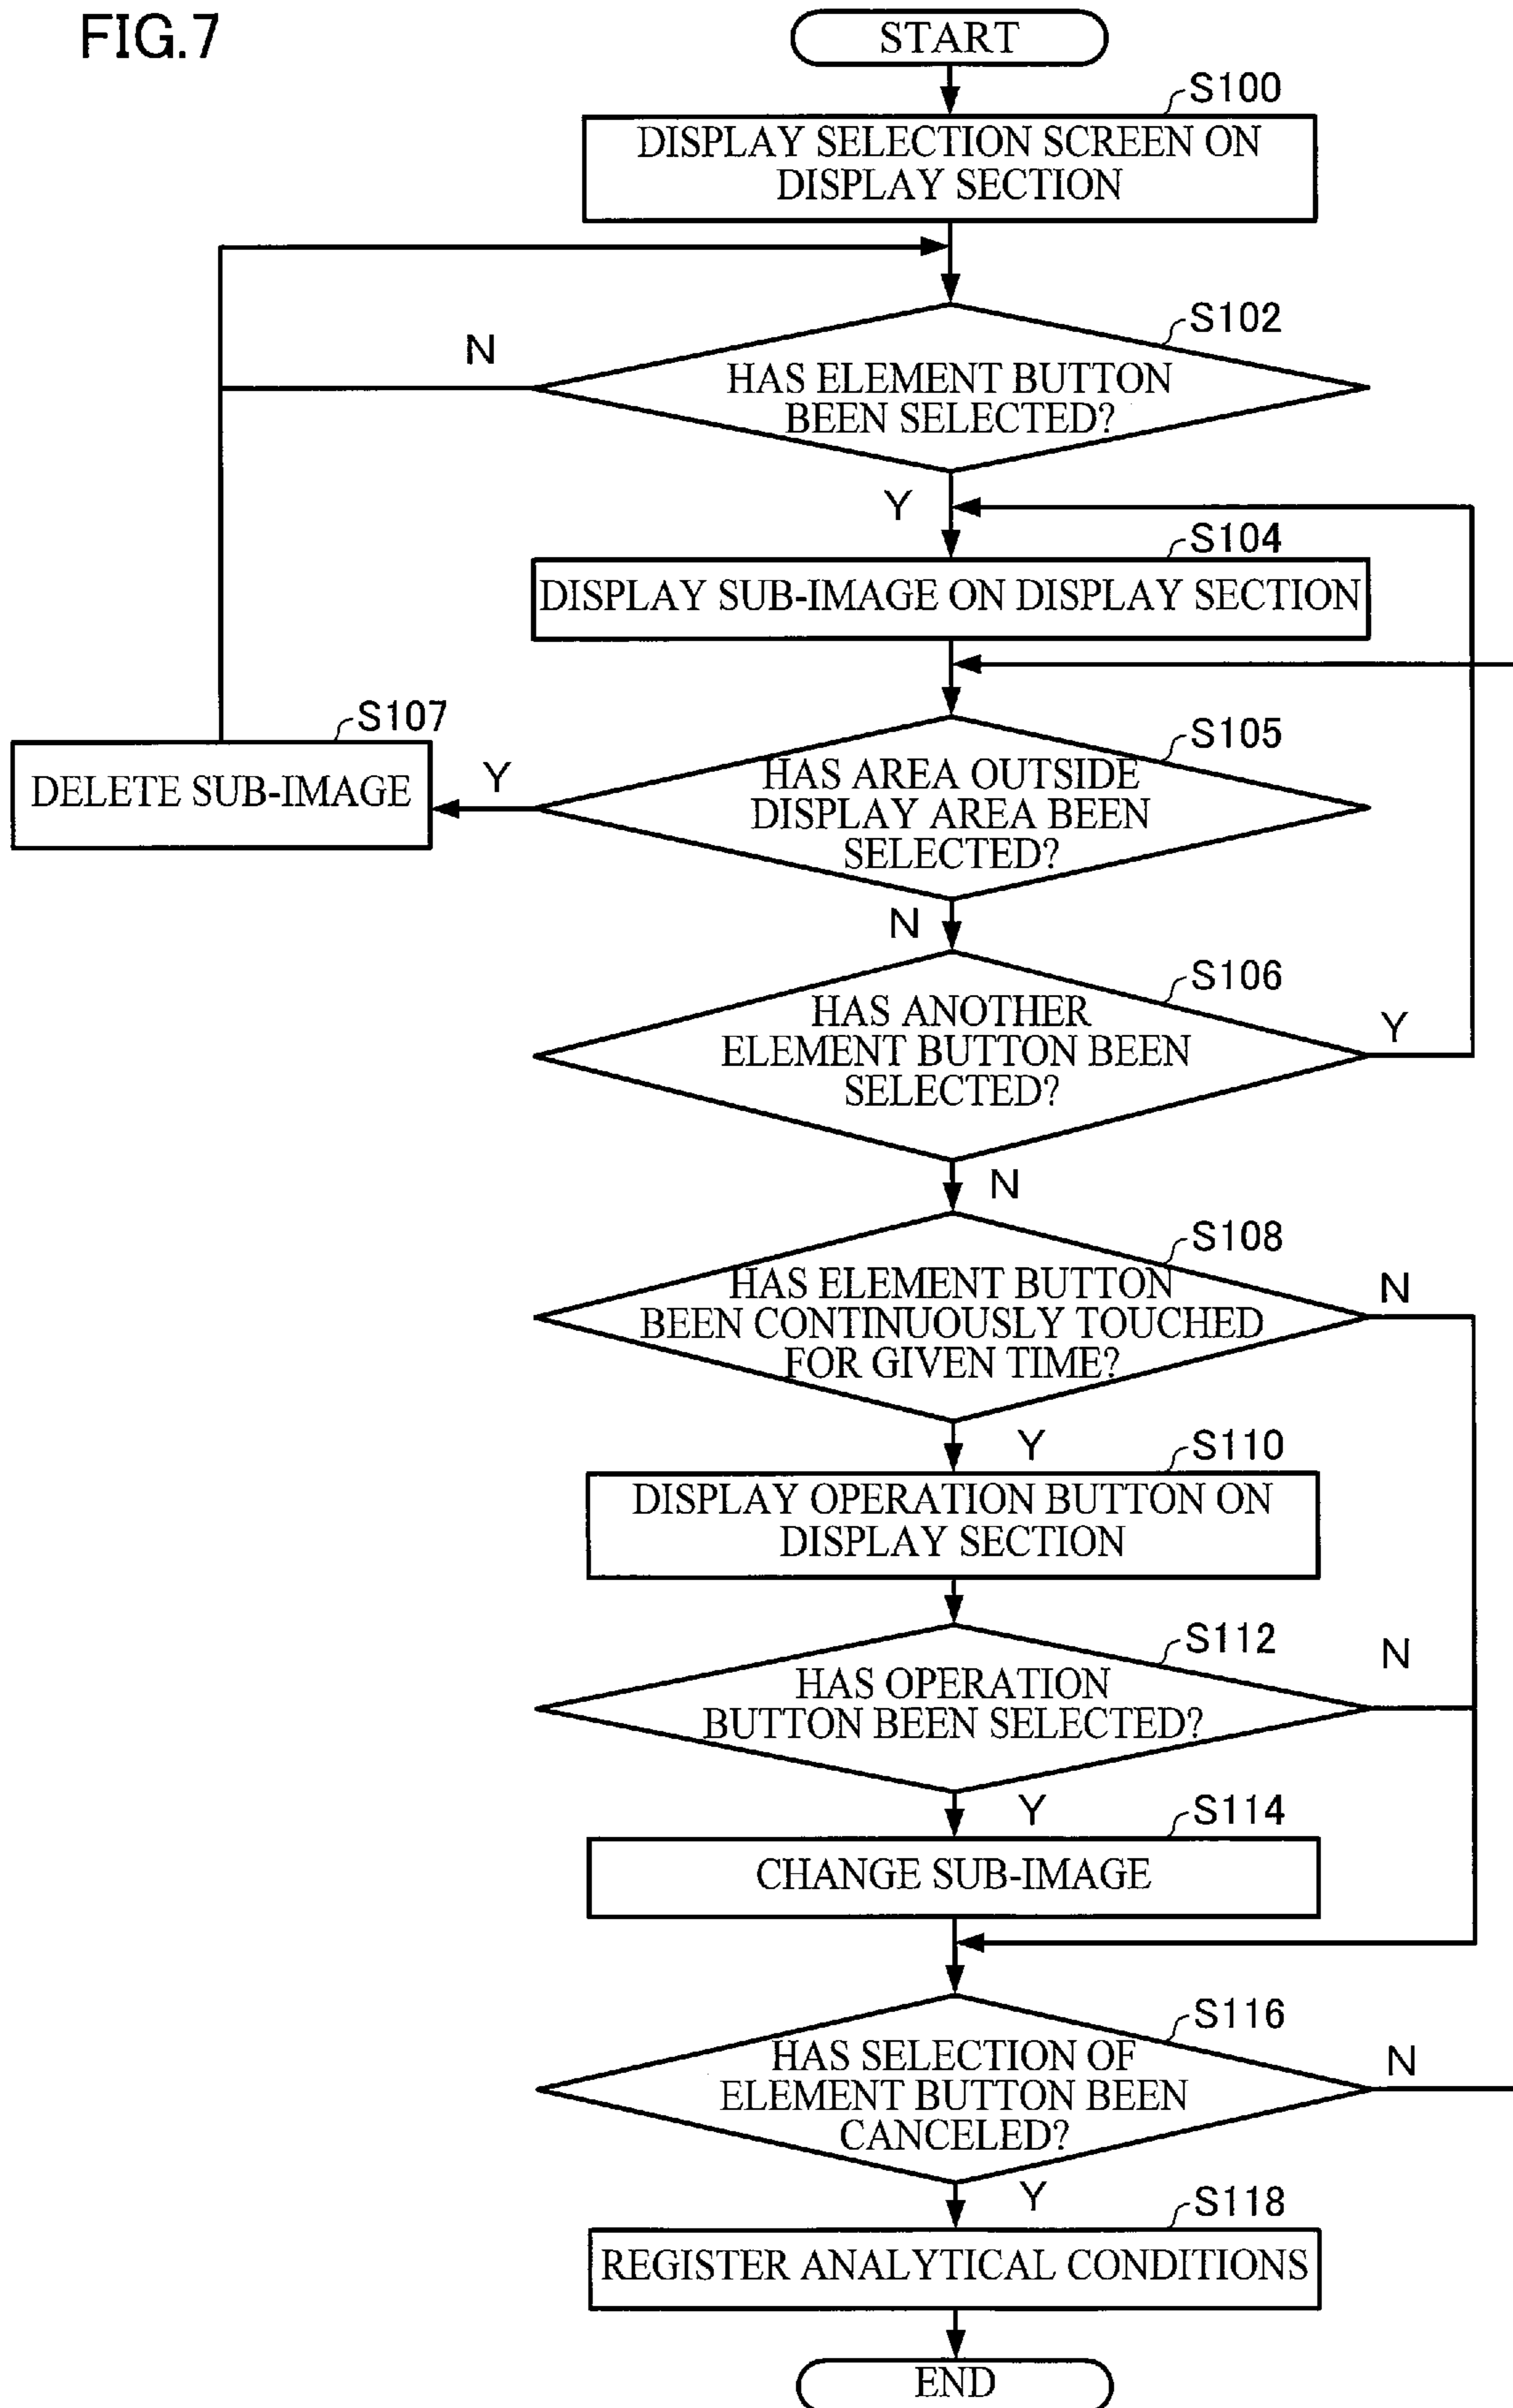 FIG.7
START
S100
DISPLAY SELECTION SCREEN ON
DISPLAY SECTION
S102
N
HAS ELEMENT BUTTON
BEEN SELECTED?
Y
S104
DISPLAY SUB-IMAGE ON DISPLAY SECTION
S107
DELETE SUB-IMAGE
Y
S105
HAS AREA OUTSIDE
DISPLAY AREA BEEN
SELECTED?
N
S106
HAS ANOTHER
ELEMENT BUTTON BEEN
SELECTED?
Y
N
S108
HAS ELEMENT BUTTON
BEEN CONTINUOUSLY TOUCHED
FOR GIVEN TIME?
N
Y
S110
DISPLAY OPERATION BUTTON ON
DISPLAY SECTION
S112
HAS OPERATION
BUTTON BEEN SELECTED?
N
Y
S114
CHANGE SUB-IMAGE
S116
HAS SELECTION OF
ELEMENT BUTTON BEEN
CANCELED?
N
Y
S118
REGISTER ANALYTICAL CONDITIONS
END